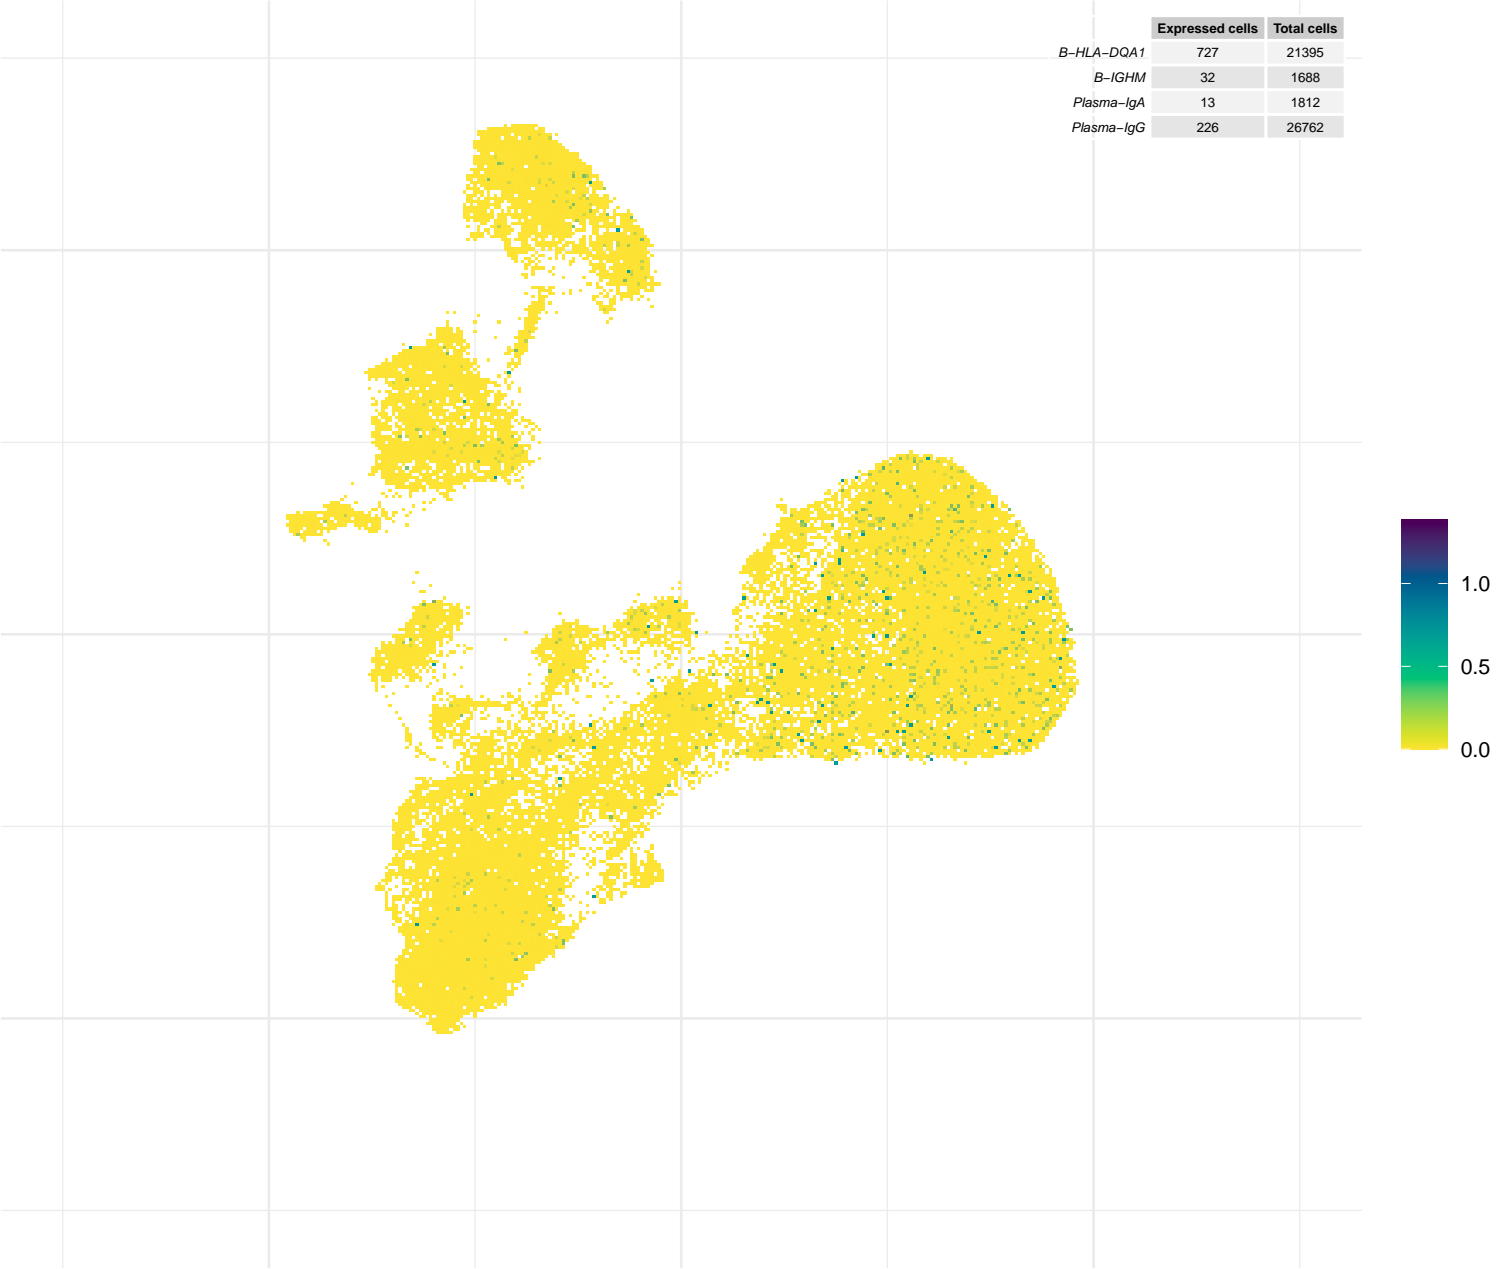 Expressed cells Total cells
B−HLA−DQA1 727 21395
B−IGHM 32 1688
Plasma−IgA 13 1812
Plasma−IgG 226 26762
1.0
0.5
0.0